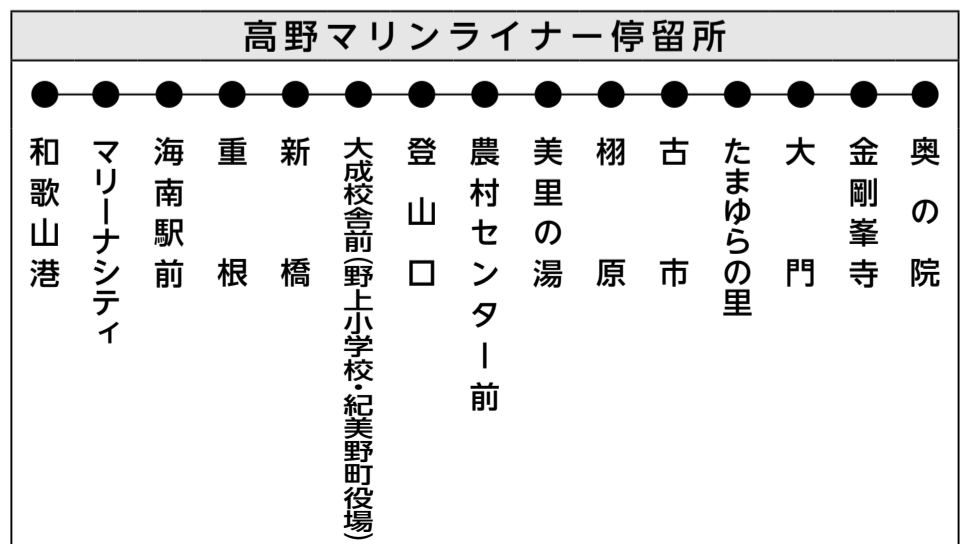 高野マリンライナー停留所
和歌山港
マリーナシティ
海南駅前
重根
新橋
大成校舎前(野上小学校・紀美野町役場)
登山口
農村センター前
美里の湯
栩原
古市
たまゆらの里
大門
金剛峯寺
奥の院